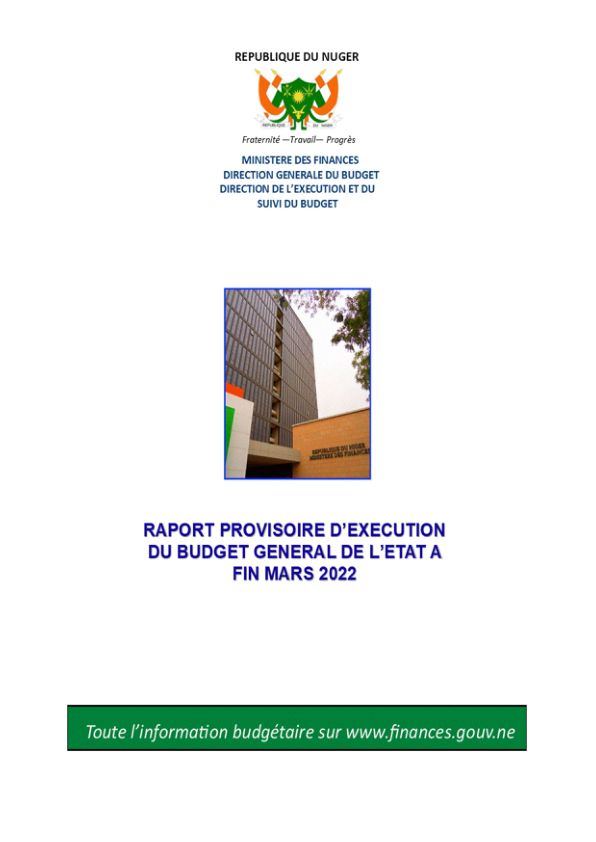 REPUBLIQUE DU NUGER
REPUBLIQUE DU NIGER
Fraternité —Travail— Progrès
MINISTERE DES FINANCES
DIRECTION GENERALE DU BUDGET
DIRECTION DE L’EXECUTION ET DU
SUIVI DU BUDGET
REPUBLIQUE DU NIGER
MINISTERE DES FINANCES
RAPORT PROVISOIRE D’EXECUTION
DU BUDGET GENERAL DE L’ETAT A
FIN MARS 2022
Toute l’information budgétaire sur www.finances.gouv.ne